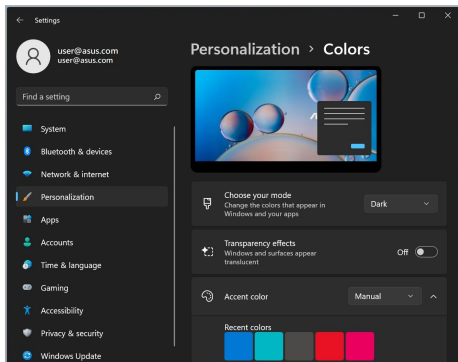 Settings
user@asus.com
user@asus.com
Find a setting
System
Bluetooth & devices
Network & internet
Personalization
Apps
Accounts
Time & language
Gaming
Accessibility
Privacy & security
Windows Update
Personalization > Colors
Choose your mode
Change the colors that appear in
Windows and your apps
Dark
Transparency effects
Windows and surfaces appear
translucent
Off
Accent color
Manual
Recent colors